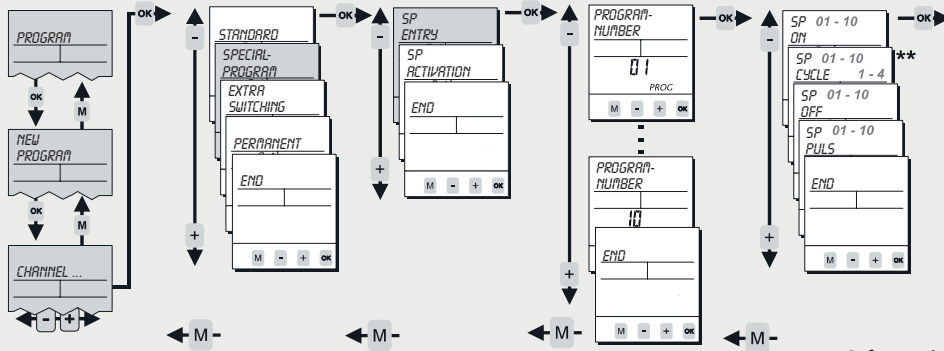 PROGRAM
OK
M
NEW
PROGRAM
OK
M
CHANNEL ...
- +
OK
-
+
STANDARD
SPECIAL-
PROGRAM
EXTRA
SWITCHING
PERMANENT
END
M - + OK
M
OK
-
+
SP
ENTRY
SP
ACTIVATION
END
M - + OK
M
OK
-
+
PROGRAM-
NUMBER
01
PROG
M - + OK
PROGRAM-
NUMBER
10
END
M - + OK
M
OK
-
+
SP 01 - 10
ON
SP 01 - 10 **
CYCLE 1 - 4
SP 01 - 10
OFF
SP 01 - 10
PULS
END
M - + OK
M
OK